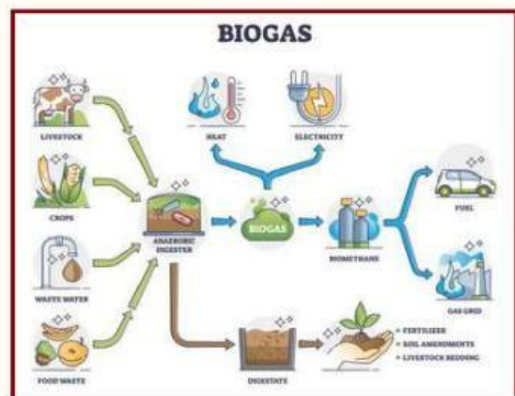 BIOGAS
LIVESTOCK
HEAT
ELECTRICITY
CROPS
ANAEROBIC
DIGESTER
BIOGAS
BIOMETHANE
FUEL
WASTE WATER
GAS GRID
FOOD WASTE
DIGESTATE
FERTILIZER
SOIL AMENDMENTS
LIVESTOCK BEDDING